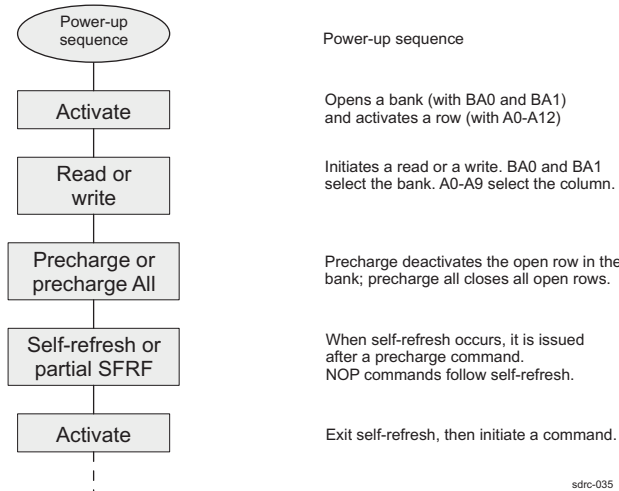 Power-up
sequence
Power-up sequence
Activate
Opens a bank (with BA0 and BA1)
and activates a row (with A0-A12)
Read or
write
Initiates a read or a write. BA0 and BA1
select the bank. A0-A9 select the column.
Precharge or
precharge All
Precharge deactivates the open row in the
bank; precharge all closes all open rows.
Self-refresh or
partial SFRF
When self-refresh occurs, it is issued
after a precharge command.
NOP commands follow self-refresh.
Activate
Exit self-refresh, then initiate a command.
sdrc-035